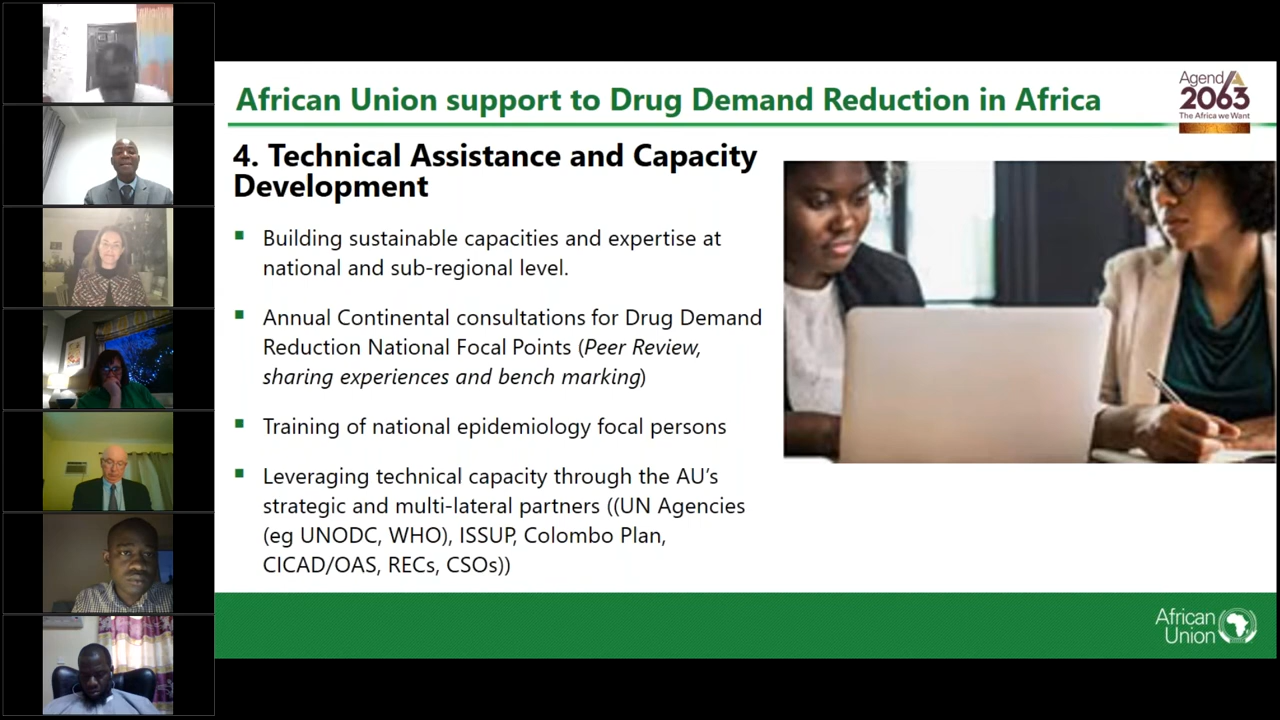 African Union support to Drug Demand Reduction in Africa
Agenda
2063
The Africa we Want
4. Technical Assistance and Capacity
Development
Building sustainable capacities and expertise at
national and sub-regional level.
Annual Continental consultations for Drug Demand
Reduction National Focal Points (Peer Review,
sharing experiences and bench marking)
Training of national epidemiology focal persons
Leveraging technical capacity through the AU’s
strategic and multi-lateral partners ((UN Agencies
(eg UNODC, WHO), ISSUP, Colombo Plan,
CICAD/OAS, RECs, CSOs))
African
Union